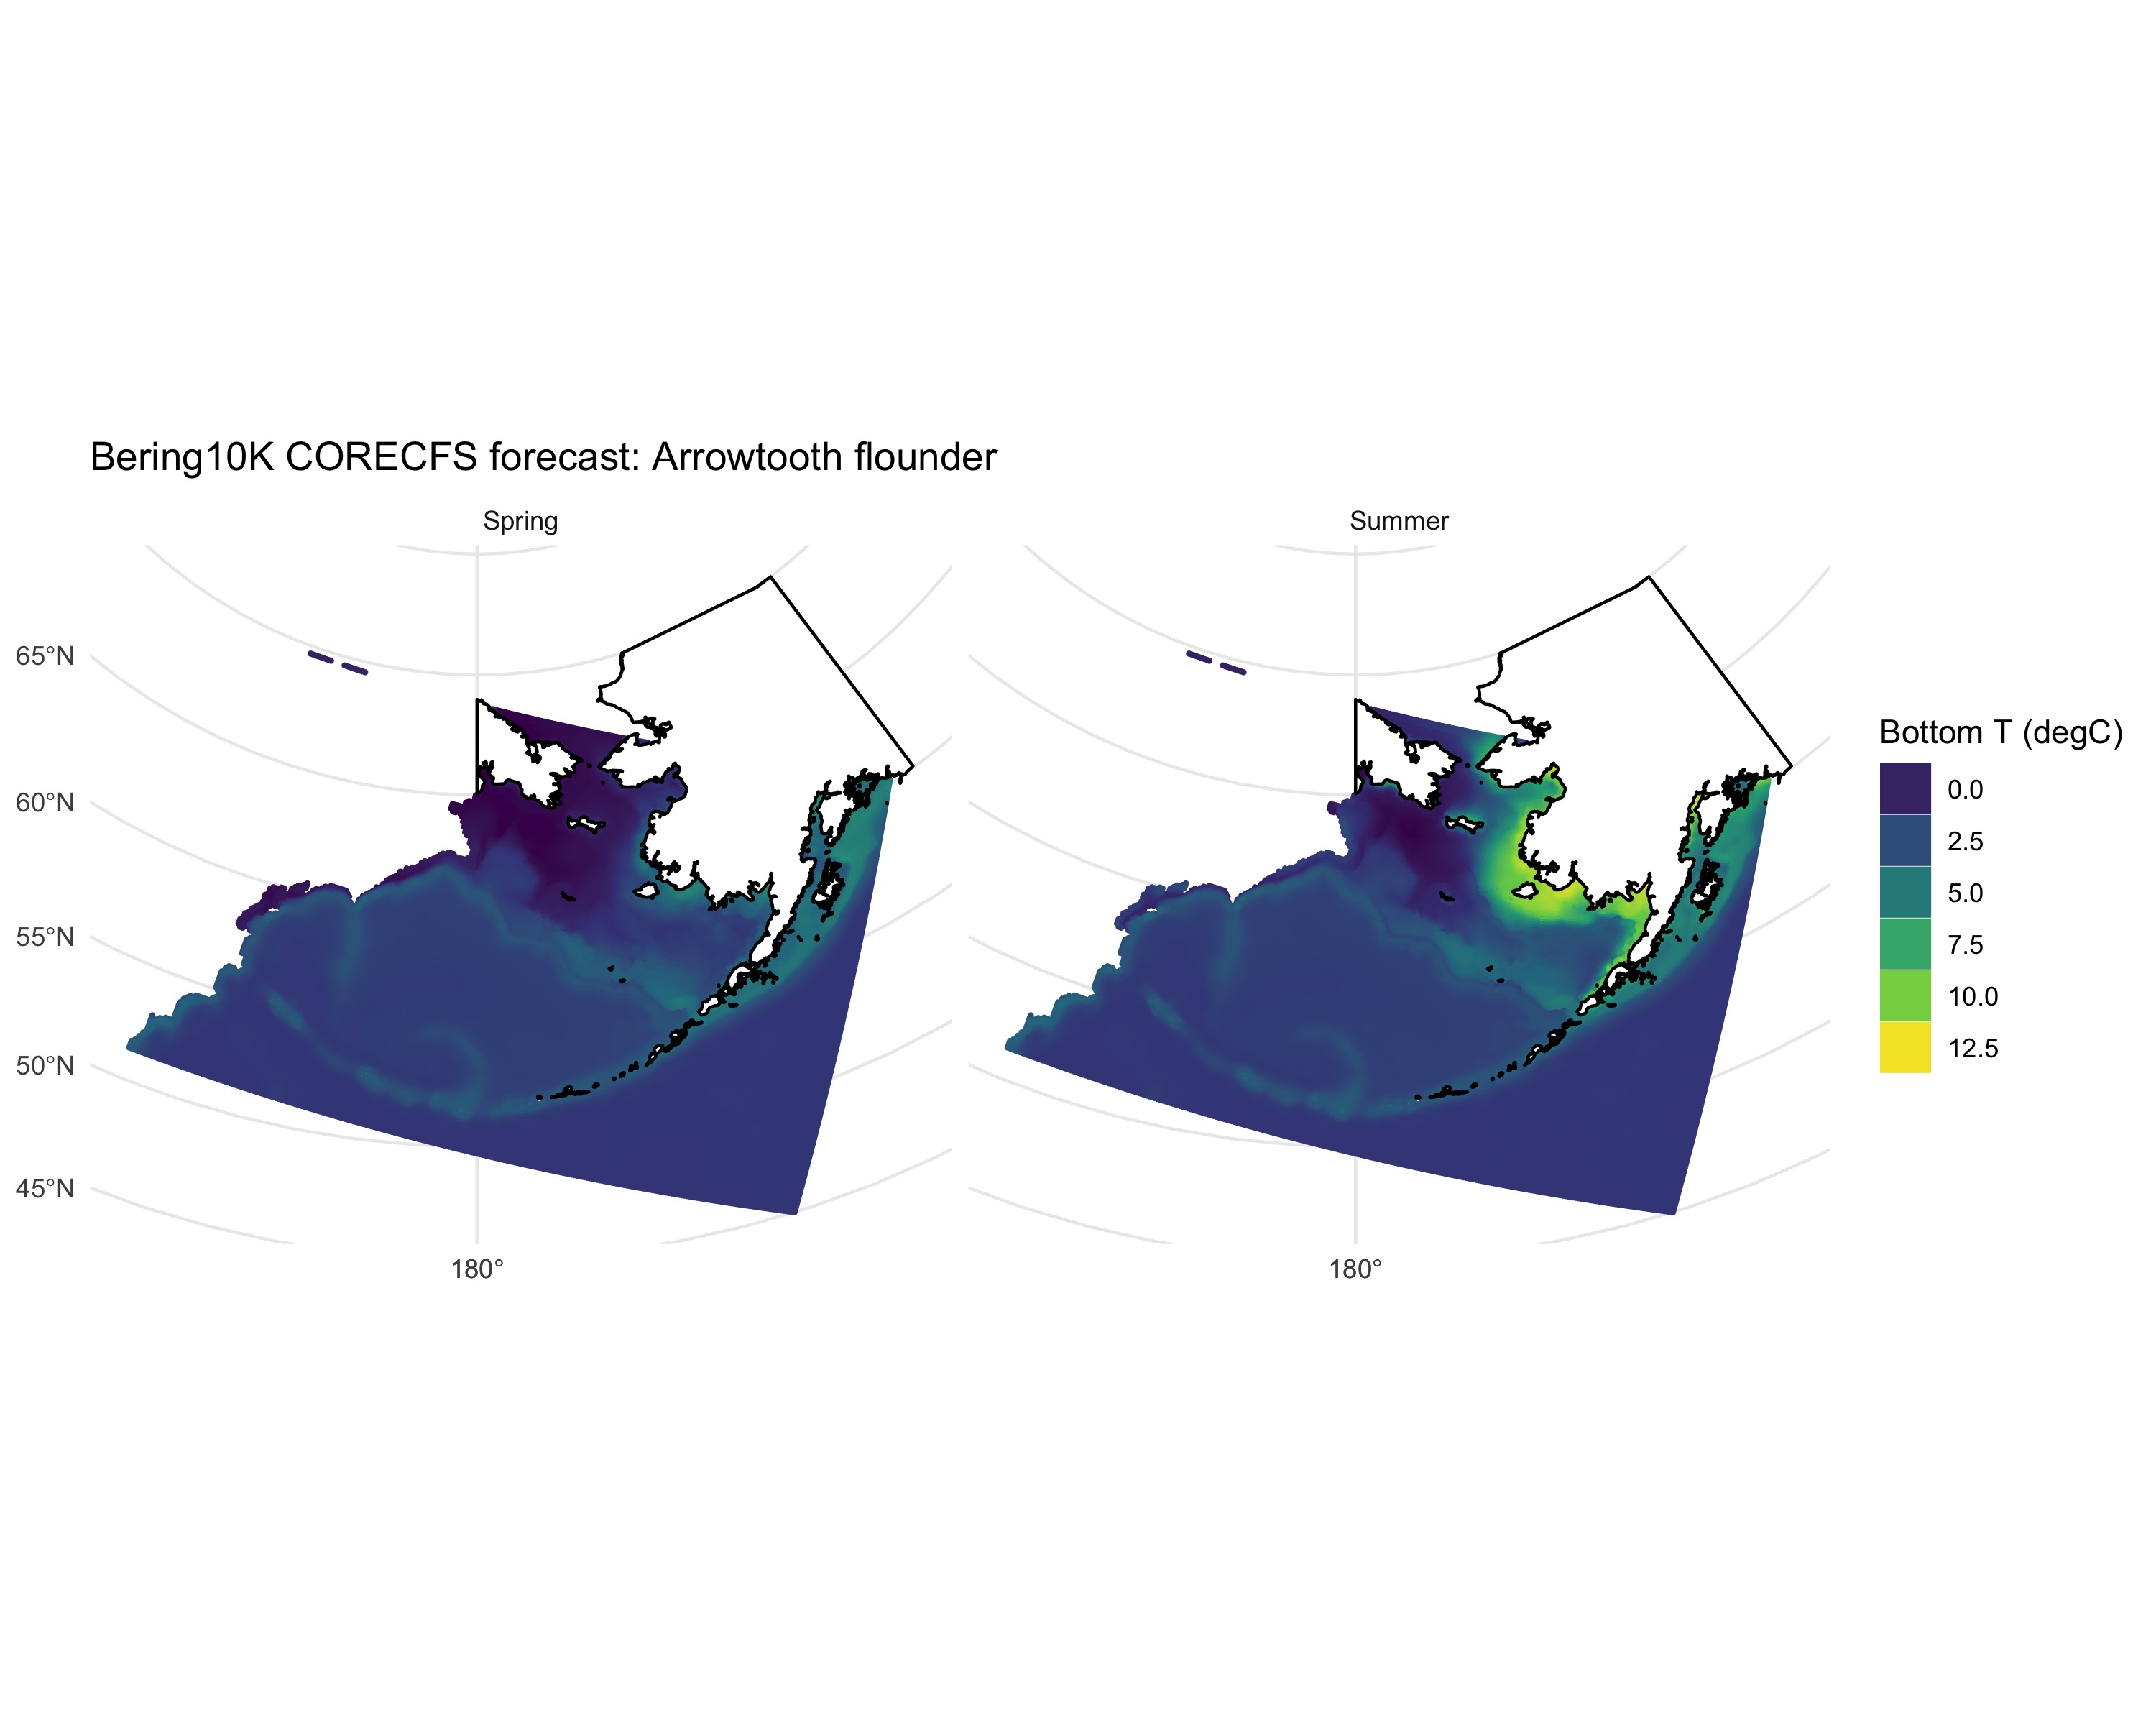 Bering10K CORECFS forecast: Arrowtooth flounder
Spring
Summer
65°N
60°N
55°N
50°N
45°N
180°
180°
Bottom T (degC)
0.0
2.5
5.0
7.5
10.0
12.5